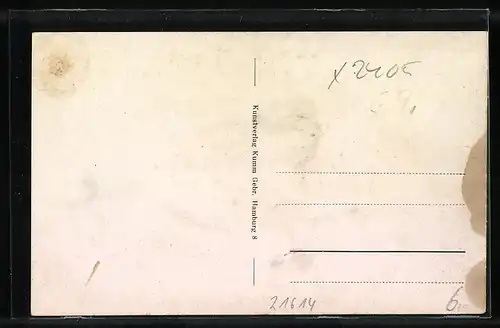 x2405
Kunstverlag Kumm Gebr. Hamburg 8
21614
6,-